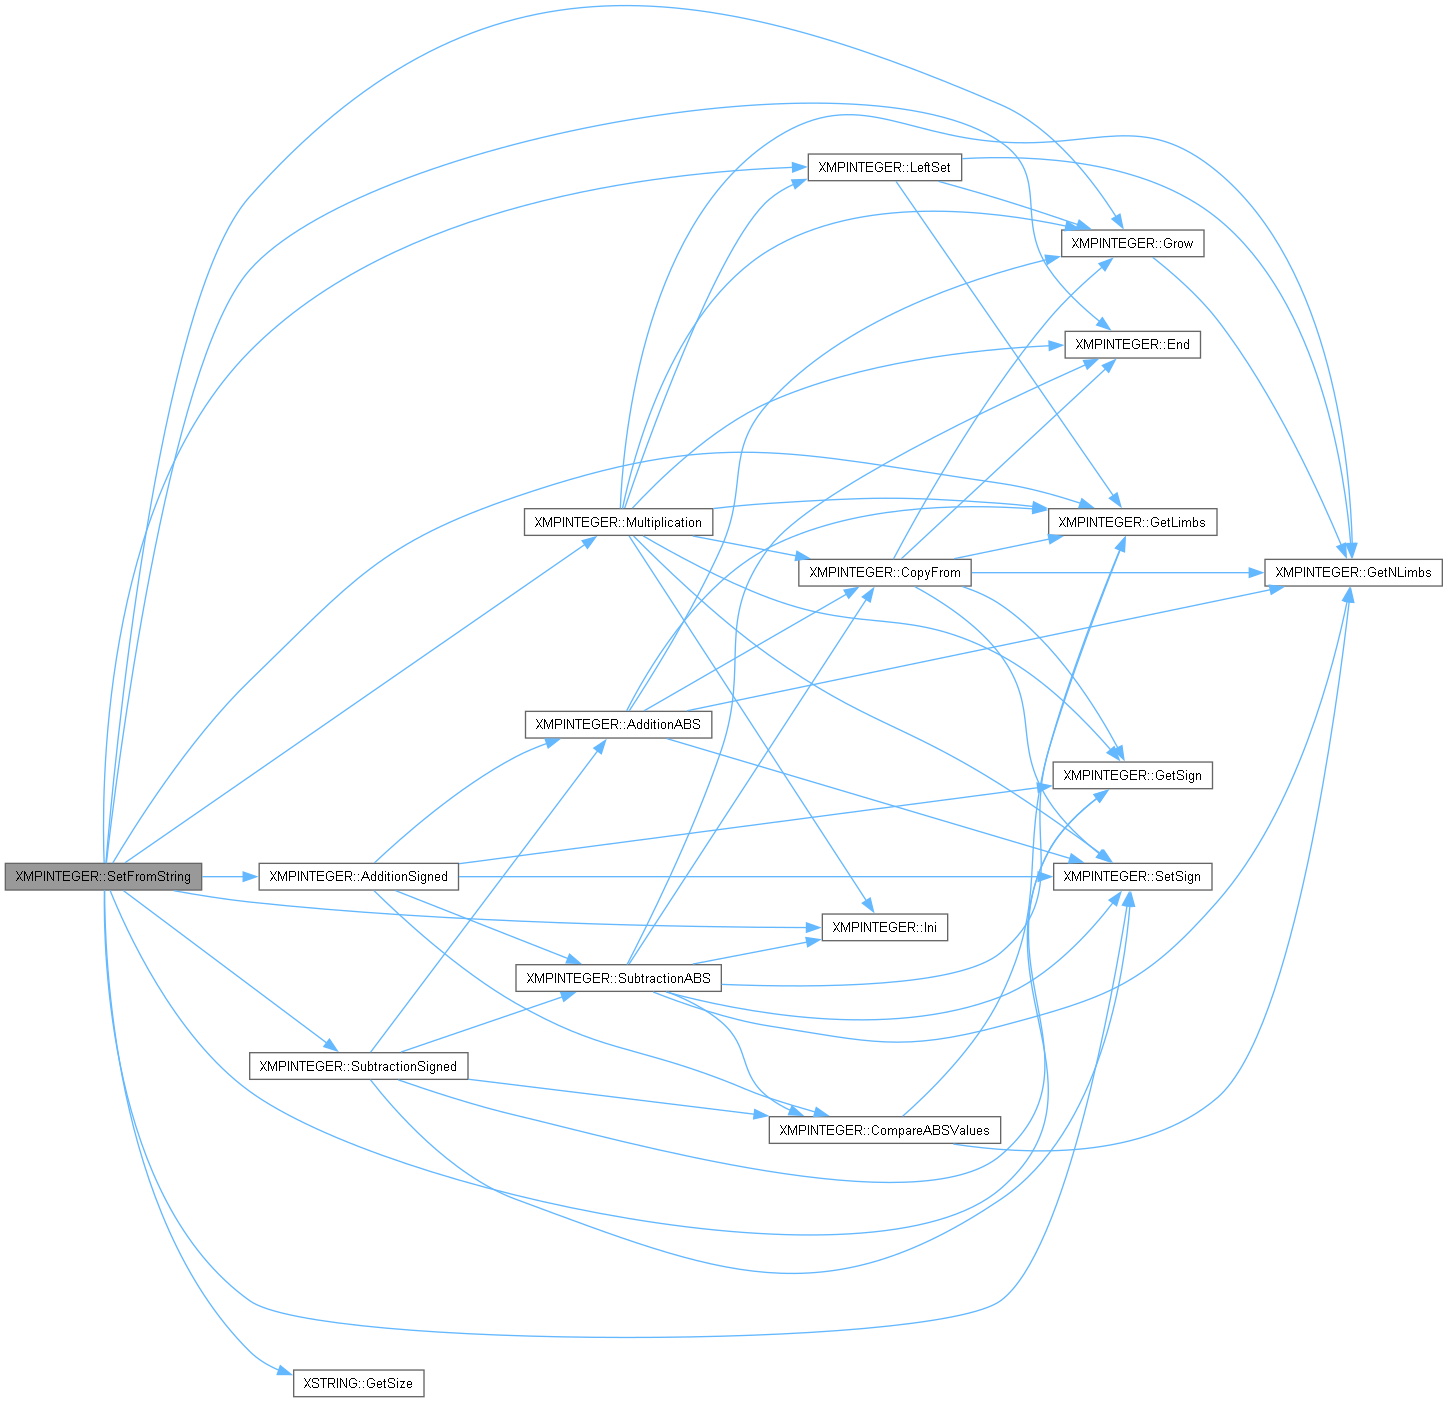 XMPINTEGER::LeftSet
XMPINTEGER::Grow
XMPINTEGER::End
XMPINTEGER::Multiplication
XMPINTEGER::GetLimbs
XMPINTEGER::CopyFrom
XMPINTEGER::GetNLimbs
XMPINTEGER::AdditionABS
XMPINTEGER::GetSign
XMPINTEGER::SetFromString
XMPINTEGER::AdditionSigned
XMPINTEGER::SetSign
XMPINTEGER::Ini
XMPINTEGER::SubtractionABS
XMPINTEGER::SubtractionSigned
XMPINTEGER::CompareABSValues
XSTRING::GetSize